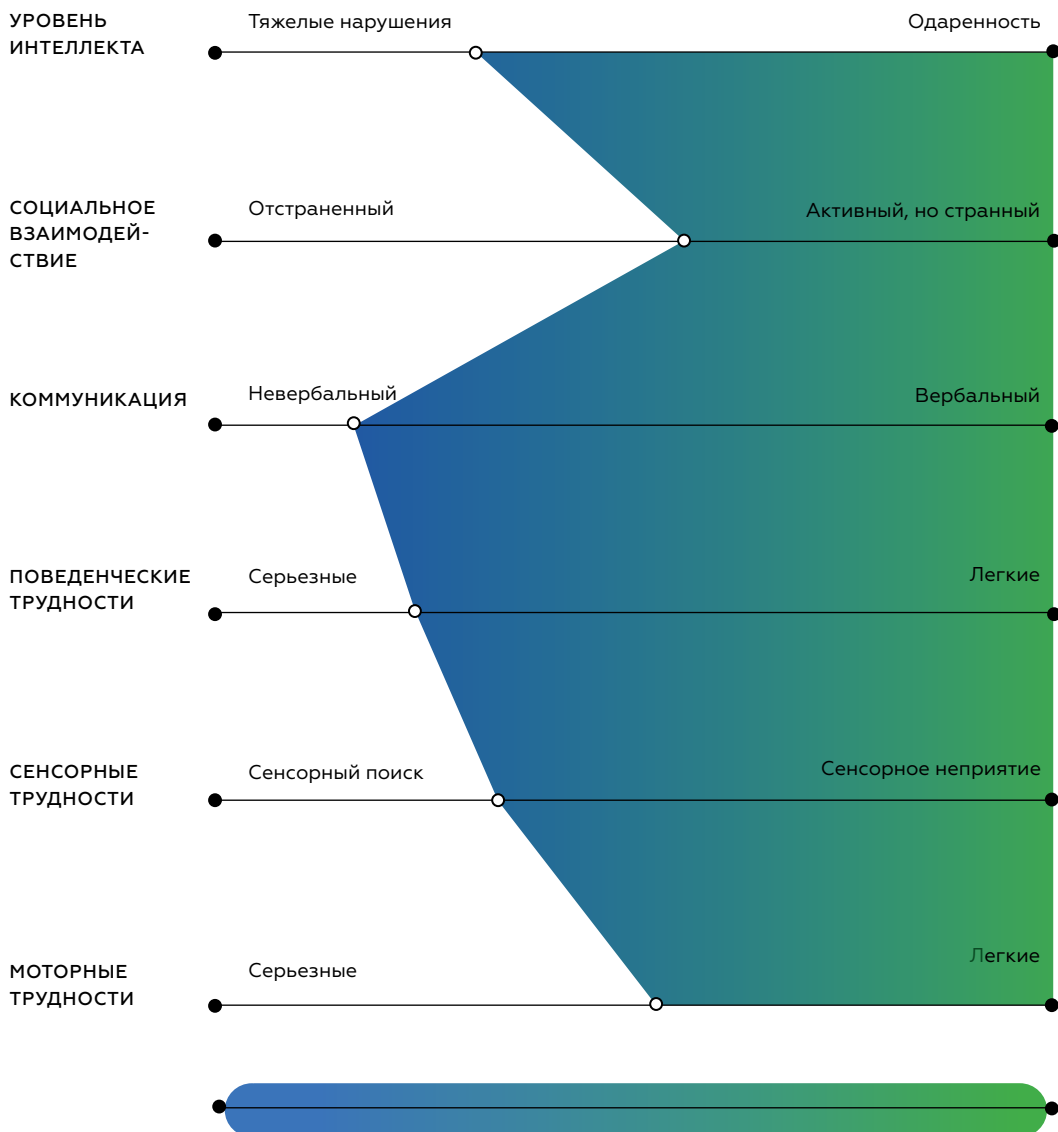 УРОВЕНЬ
ИНТЕЛЛЕКТА
Тяжелые нарушения
Одаренность
СОЦИАЛЬНОЕ
ВЗАИМОДЕЙ-
СТВИЕ
Отстраненный
Активный, но странный
КОММУНИКАЦИЯ
Невербальный
Вербальный
ПОВЕДЕНЧЕСКИЕ
ТРУДНОСТИ
Серьезные
Легкие
СЕНСОРНЫЕ
ТРУДНОСТИ
Сенсорный поиск
Сенсорное неприятие
МОТОРНЫЕ
ТРУДНОСТИ
Серьезные
Легкие